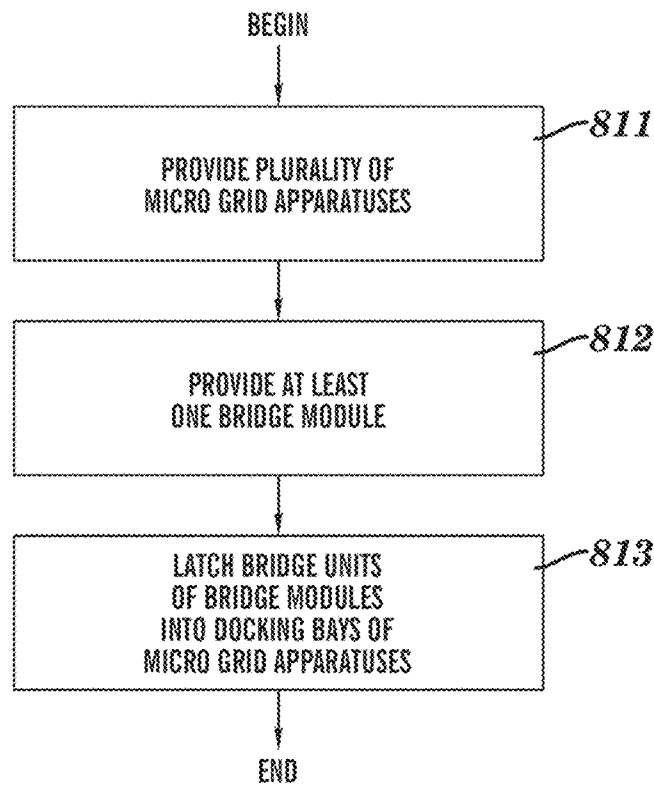 BEGIN
811
PROVIDE PLURALITY OF
MICRO GRID APPARATUSES
812
PROVIDE AT LEAST
ONE BRIDGE MODULE
813
LATCH BRIDGE UNITS
OF BRIDGE MODULES
INTO DOCKING BAYS OF
MICRO GRID APPARATUSES
END